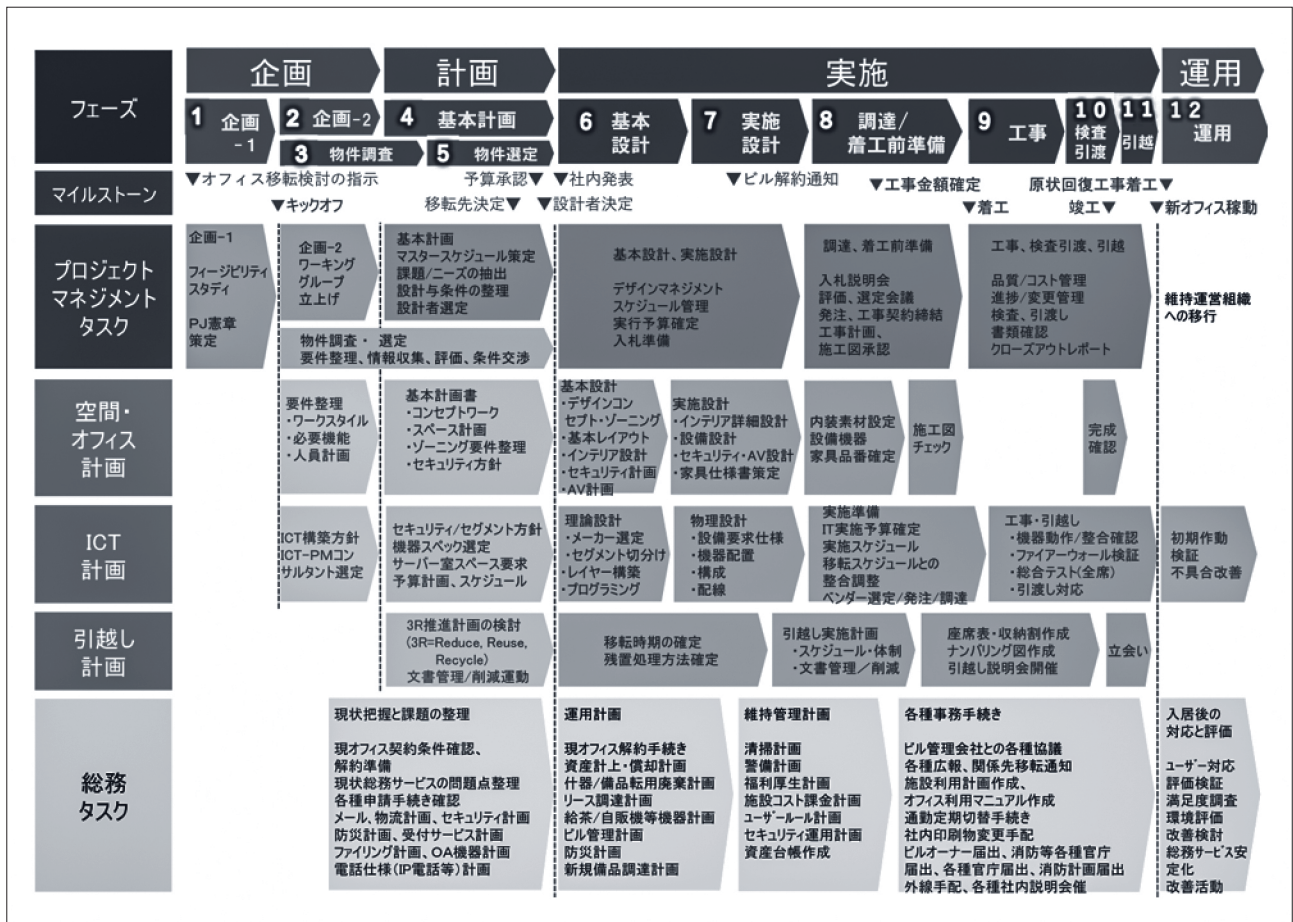 フェーズ
企画
計画
実施
運用
1 企画
-1
2 企画-2
3 物件調査
4 基本計画
5 物件選定
6 基本
設計
7 実施
設計
8 調達/
着工前準備
9 工事
10
検査
引渡
11
引越
12
運用
マイルストーン
▼オフィス移転検討の指示
▼キックオフ
予算承認▼
移転先決定▼
▼社内発表
▼設計者決定
▼ビル解約通知
▼工事金額確定
▼着工
原状回復工事着工▼
竣工▼
▼新オフィス稼動
プロジェクト
マネジメント
タスク
企画-1
フィージビリティ
スタディ
PJ憲章
策定
企画-2
ワーキング
グループ
立上げ
基本計画
マスタースケジュール策定
課題/ニーズの抽出
設計与条件の整理
設計者選定
物件調査・ 選定
要件整理、情報収集、評価、条件交渉
基本設計、実施設計
デザインマネジメント
スケジュール管理
実行予算確定
入札準備
調達、着工前準備
入札説明会
評価、選定会議
発注、工事契約締結
工事計画、
施工図承認
工事、検査引渡、引越
品質/コスト管理
進捗/変更管理
検査、引渡し
書類確認
クローズアウトレポート
維持運営組織
への移行
空間・
オフィス
計画
要件整理
・ワークスタイル
・必要機能
・人員計画
基本計画書
・コンセプトワーク
・スペース計画
・ゾーニング要件整理
・セキュリティ方針
基本設計
・デザインコン
セプト・ゾーニング
・基本レイアウト
・インテリア設計
・セキュリティ計画
・AV計画
実施設計
・インテリア詳細設計
・設備設計
・セキュリティ・AV設計
・家具仕様書策定
内装素材設定
設備機器
家具品番確定
施工図
チェック
完成
確認
ICT
計画
ICT構築方針
ICT-PMコン
サルタント選定
セキュリティ/セグメント方針
機器スペック選定
サーバー室スペース要求
予算計画、スケジュール
理論設計
・メーカー選定
・セグメント切分け
・レイヤー構築
・プログラミング
物理設計
・設備要求仕様
・機器配置
・構成
・配線
実施準備
IT実施予算確定
実施スケジュール
移転スケジュールとの
整合調整
ベンダー選定/発注/調達
工事・引越し
・機器動作/整合確認
・ファイアーウォール検証
・総合テスト(全席)
・引渡し対応
初期作動
検証
不具合改善
引越し
計画
3R推進計画の検討
(3R=Reduce, Reuse,
Recycle)
文書管理/削減運動
移転時期の確定
残置処理方法確定
引越し実施計画
・スケジュール・体制
・文書管理／削減
座席表・収納割作成
ナンバリング図作成
引越し説明会開催
立会い
総務
タスク
現状把握と課題の整理
現オフィス契約条件確認、
解約準備
現状総務サービスの問題点整理
各種申請手続き確認
メール、物流計画、セキュリティ計画
防災計画、受付サービス計画
ファイリング計画、OA機器計画
電話仕様(IP電話等)計画
運用計画
現オフィス解約手続き
資産計上・償却計画
什器/備品転用廃棄計画
リース調達計画
給茶/自販機等機器計画
ビル管理計画
防災計画
新規備品調達計画
維持管理計画
清掃計画
警備計画
福利厚生計画
施設コスト課金計画
ユーザールール計画
セキュリティ運用計画
資産台帳作成
各種事務手続き
ビル管理会社との各種協議
各種広報、関係先移転通知
施設利用計画作成、
オフィス利用マニュアル作成
通勤定期切替手続き
社内印刷物変更手配
ビルオーナー届出、消防等各種官庁
届出、各種官庁届出、消防計画届出
外線手配、各種社内説明会催
入居後の
対応と評価
ユーザー対応
評価検証
満足度調査
環境評価
改善検討
総務サービス安
定化
改善活動